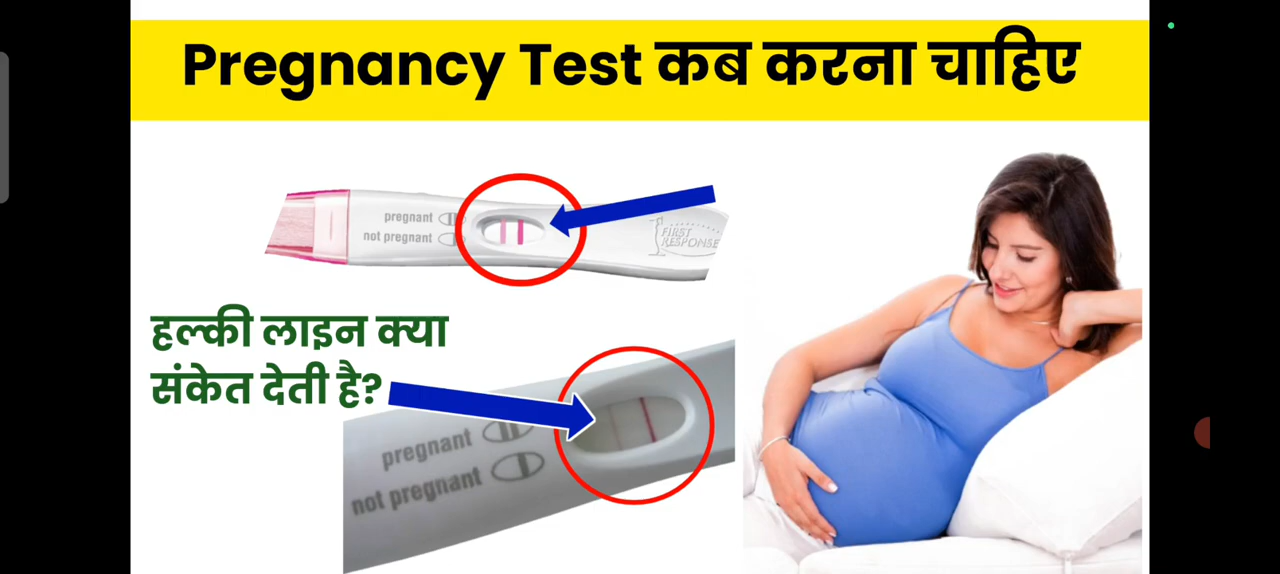 Pregnancy Test कब करना चाहिए
pregnant
not pregnant
FIRST
RESPONSE
हल्की लाइन क्या
संकेत देती है?
pregnant
not pregnant